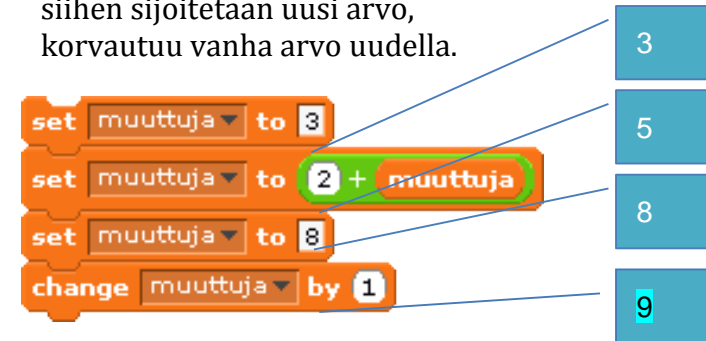 siihen sijoitetaan uusi arvo,
korvautuu vanha arvo uudella.
3
set muuttuja to 3
5
set muuttuja to 2 + muuttuja
8
set muuttuja to 8
9
change muuttuja by 1